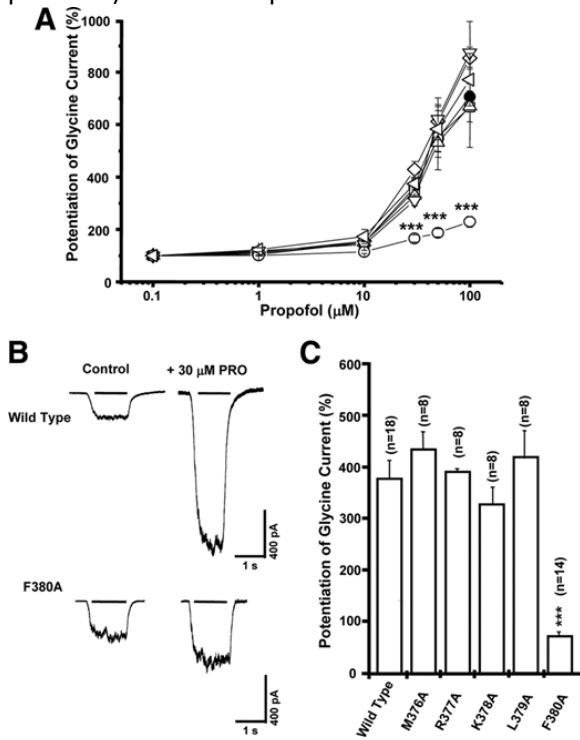 A
Potentiation of Glycine Current (%)
1000
800
600
400
200
0
***
***
***
0.1
1
10
100
Propofol (μM)
B
Control
+ 30 μM PRO
Wild Type
400 pA
1 s
F380A
400 pA
1 s
C
Potentiation of Glycine Current (%)
600
500
400
300
200
100
0
(n=18)
(n=8)
(n=8)
(n=8)
(n=8)
*** (n=14)
Wild Type
M376A
R377A
K378A
L379A
F380A